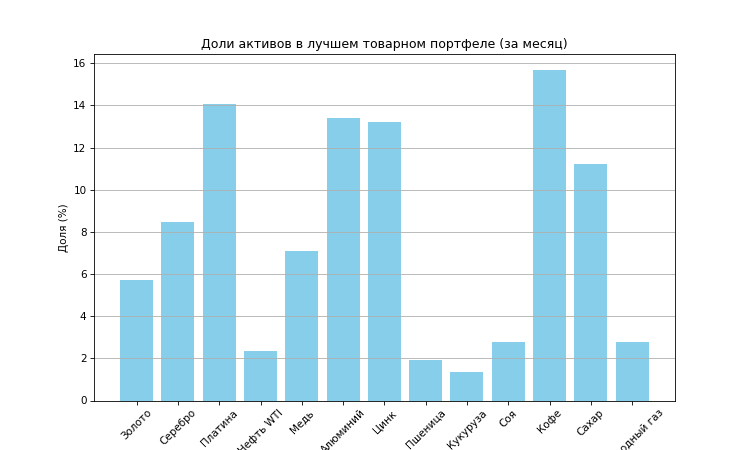 Доли активов в лучшем товарном портфеле (за месяц)
Доля (%)
16
14
12
10
8
6
4
2
0
Золото
Серебро
Платина
Нефть WTI
Медь
Алюминий
Цинк
Пшеница
Кукуруза
Соя
Кофе
Сахар
газ